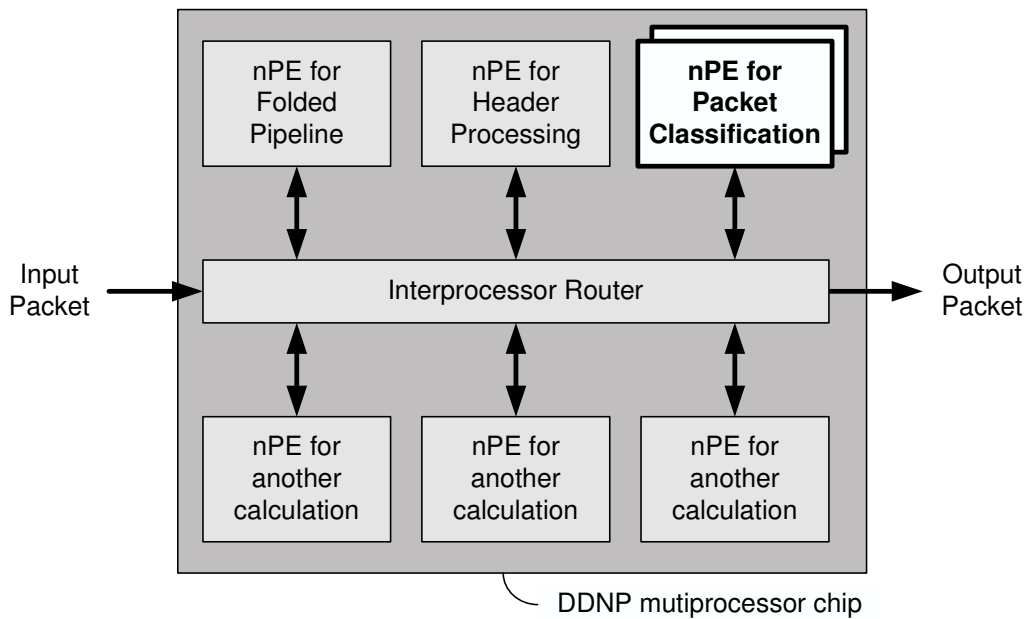 nPE for
Folded
Pipeline
nPE for
Header
Processing
nPE for
Packet
Classification
Input
Packet
Interprocessor Router
Output
Packet
nPE for
another
calculation
nPE for
another
calculation
nPE for
another
calculation
DDNP mutiprocessor chip